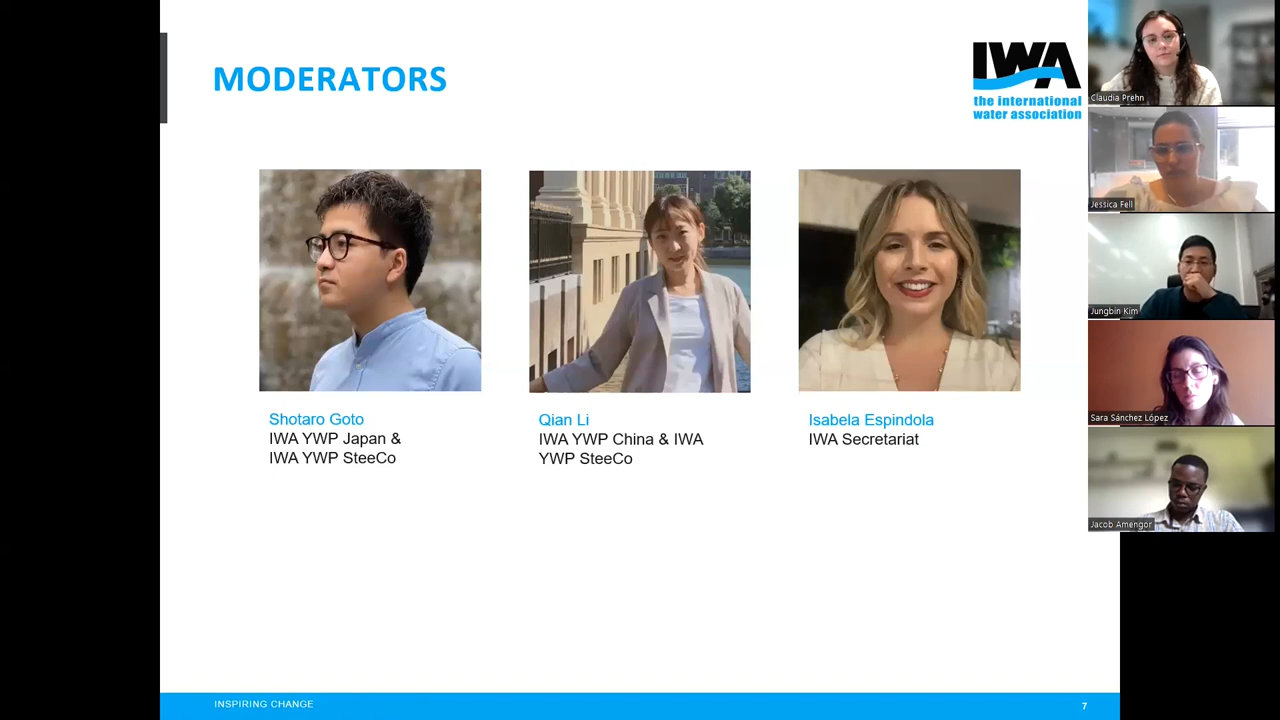 MODERATORS
IWA
the international
water association
Shotaro Goto
IWA YWP Japan &
IWA YWP SteeCo
Qian Li
IWA YWP China & IWA
YWP SteeCo
Isabela Espindola
IWA Secretariat
INSPIRING CHANGE
7
Claudia Prehn
Jessica Fell
Jungbin Kim
Sara Sánchez López
Jacob Amengor